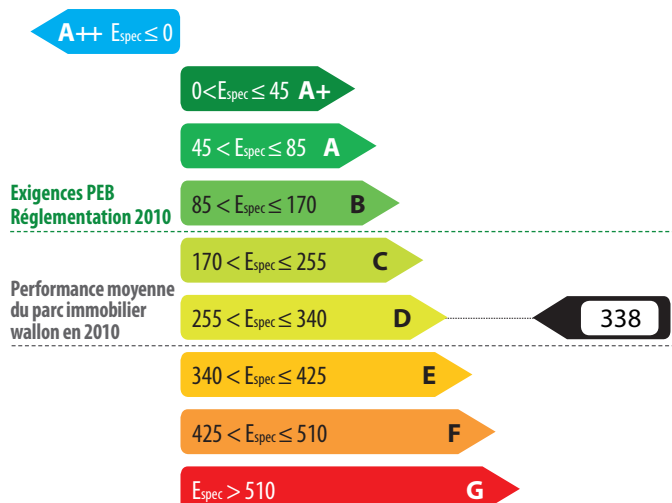 A++ Espec ≤ 0
0<Espec ≤ 45 A+
45 < Espec ≤ 85 A
Exigences PEB
Réglementation 2010
85 < Espec ≤ 170 B
170 < Espec ≤ 255 C
Performance moyenne
du parc immobilier
wallon en 2010
255 < Espec ≤ 340 D
338
340 < Espec ≤ 425 E
425 < Espec ≤ 510 F
Espec > 510 G